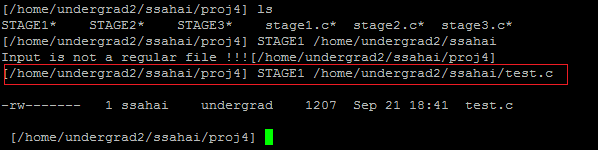 [/home/undergrad2/ssahai/proj4] ls
STAGE1* STAGE2* STAGE3* stage1.c* stage2.c* stage3.c*
[/home/undergrad2/ssahai/proj4] STAGE1 /home/undergrad2/ssahai
Input is not a regular file !!![/home/undergrad2/ssahai/proj4]
[/home/undergrad2/ssahai/proj4] STAGE1 /home/undergrad2/ssahai/test.c
-rw------- 1 ssahai undergrad 1207 Sep 21 18:41 test.c
[/home/undergrad2/ssahai/proj4]